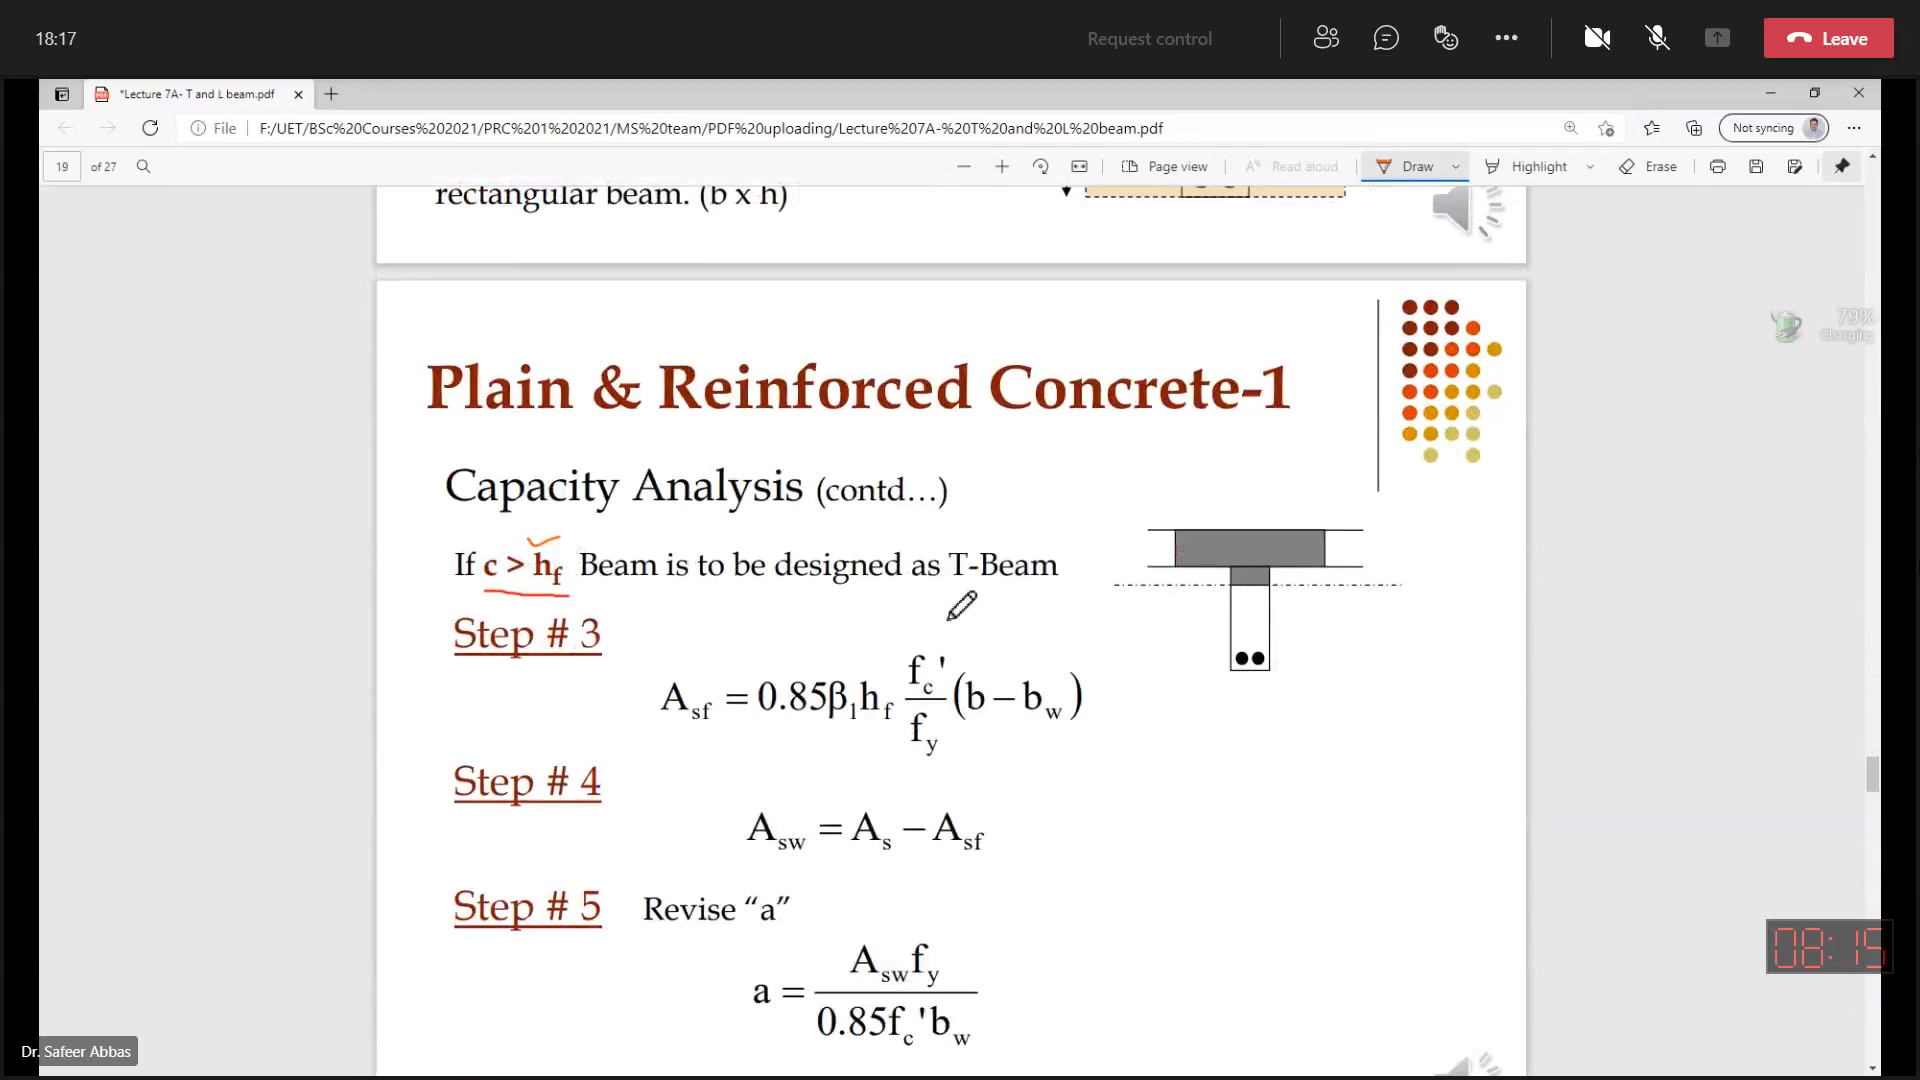 18:17
Request control
Leave
*Lecture 7A- T and L beam.pdf
File
F:/UET/BSc%20Courses%202021/PRC%201%202021/MS%20team/PDF%20uploading/Lecture%207A-%20T%20and%20L%20beam.pdf
Not syncing
19 of 27
Page view
Read aloud
Draw
Highlight
Erase
rectangular beam. (b x h)
79%
Charging
Plain & Reinforced Concrete-1
Capacity Analysis (contd…)
If c > hf Beam is to be designed as T-Beam
Step # 3
Asf = 0.85β1hf fc'/fy (b − bw)
Step # 4
Asw = As − Asf
Step # 5 Revise “a”
a = Aswfy / 0.85fc'bw
08:15
Dr. Safeer Abbas